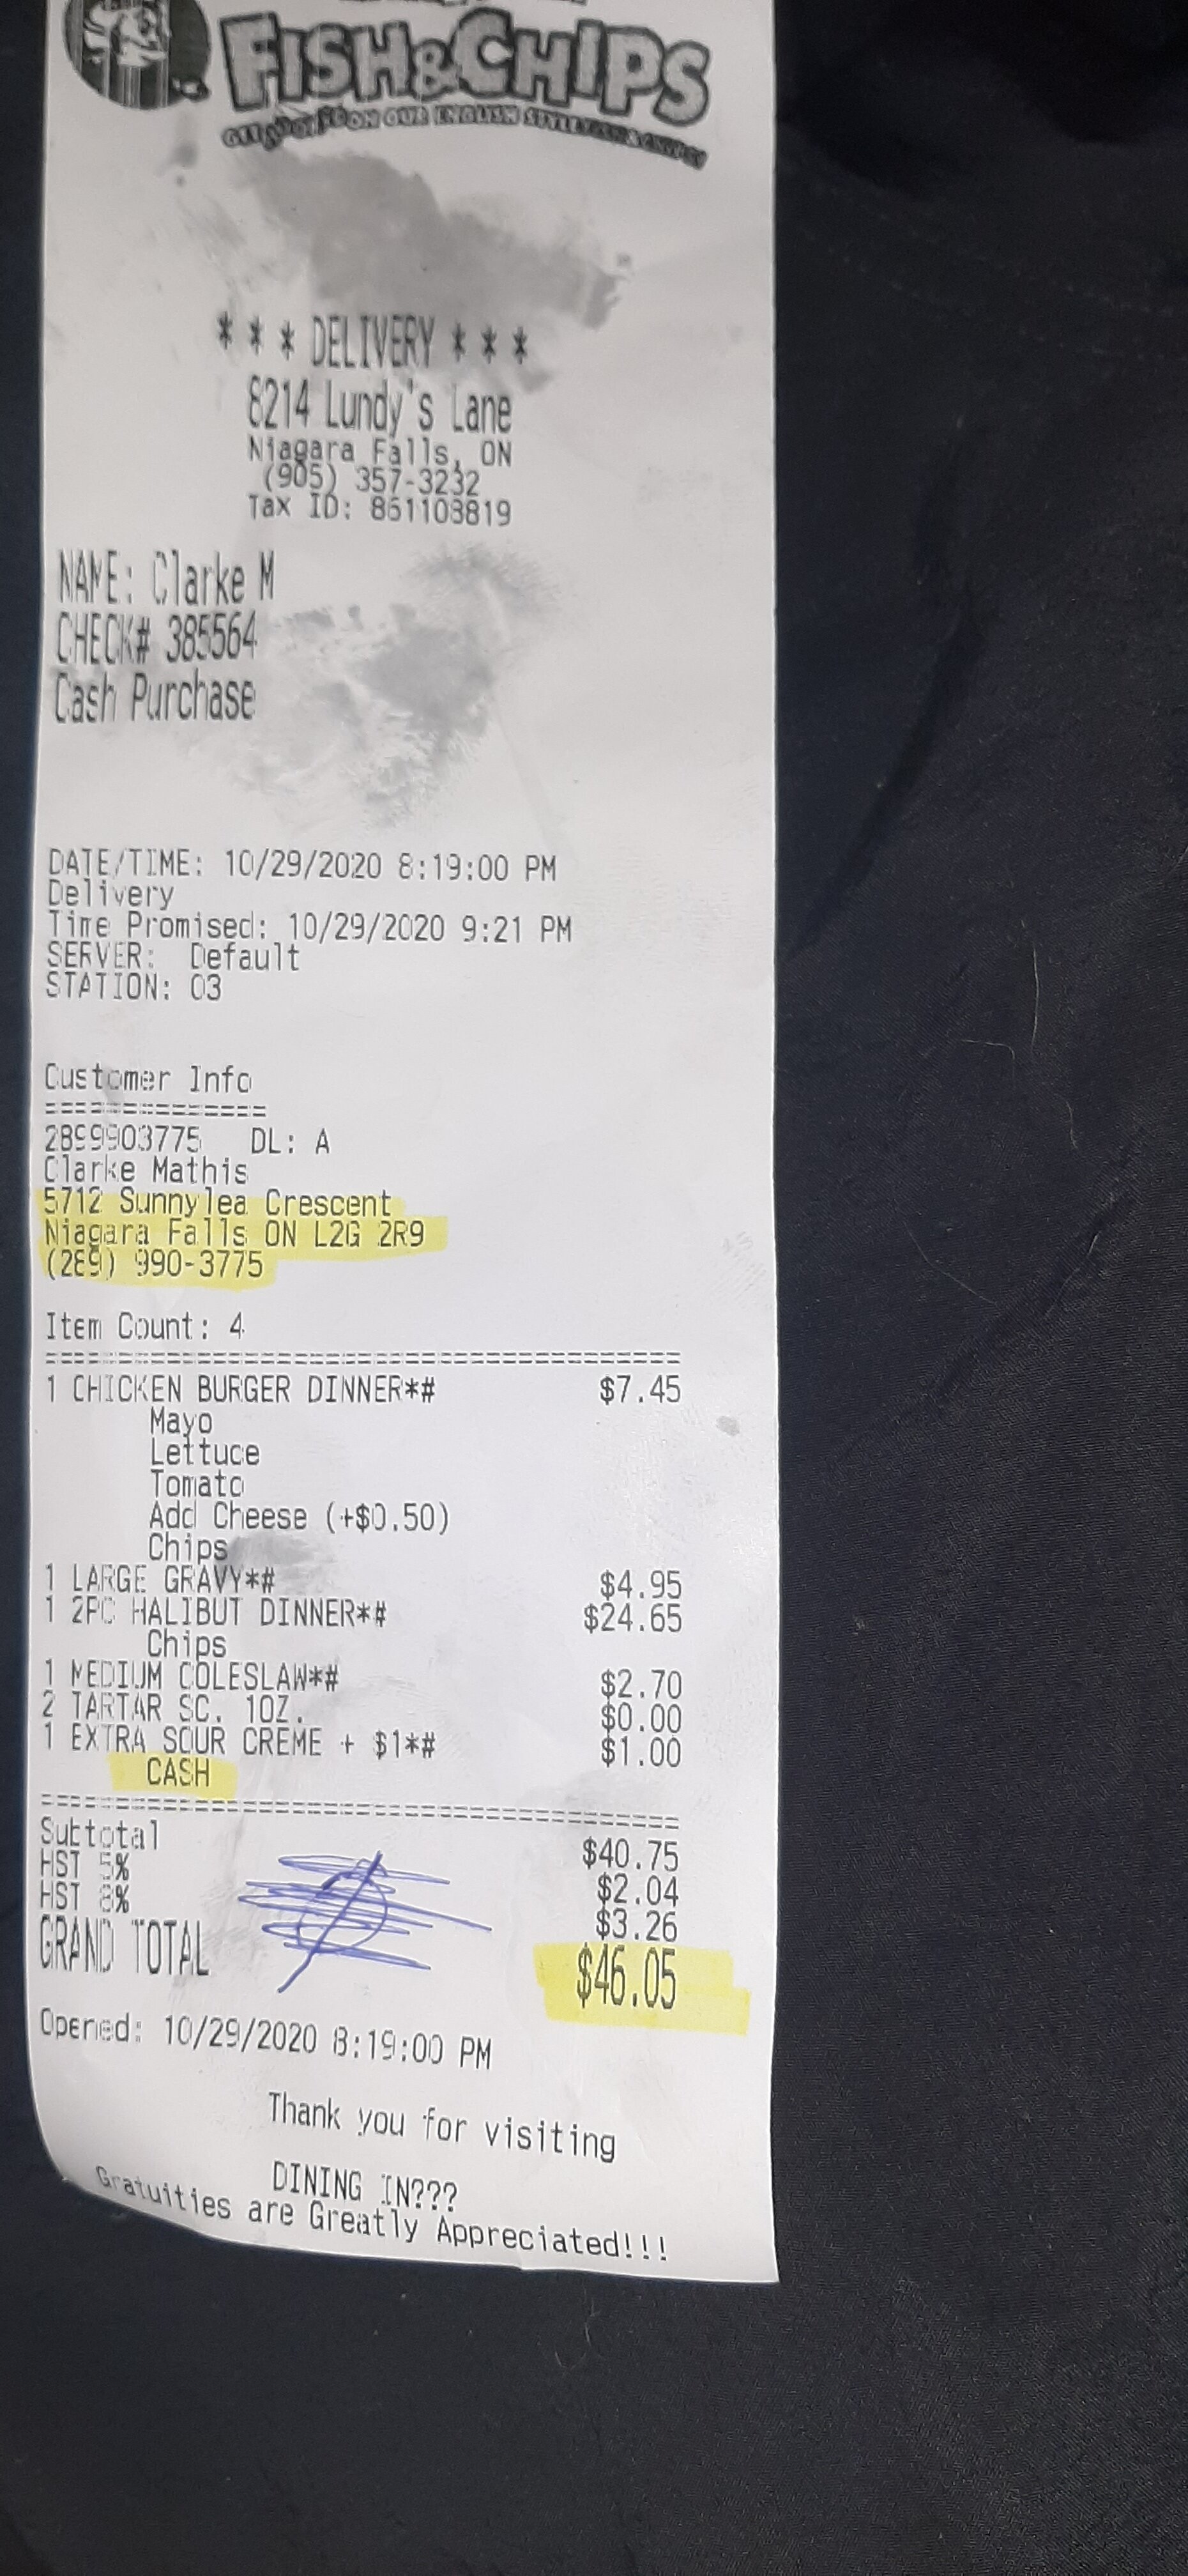 FISH&CHIPS
ON OUR ENGLISH STYLE FISH & CHIPS
* * * DELIVERY * * *
8214 Lundy's Lane
Niagara Falls, ON
(905) 357-3232
Tax ID: 861108819
NAME: Clarke M
CHECK# 385564
Cash Purchase
DATE/TIME: 10/29/2020 8:19:00 PM
Delivery
Time Promised: 10/29/2020 9:21 PM
SERVER: Default
STATION: 03
Customer Info
==============
2899903775 DL: A
Clarke Mathis
5712 Sunnylea Crescent
Niagara Falls ON L2G 2R9
(289) 990-3775
Item Count: 4
========================================
1 CHICKEN BURGER DINNER*# $7.45
Mayo
Lettuce
Tomato
Add Cheese (+$0.50)
Chips
1 LARGE GRAVY*# $4.95
1 2PC HALIBUT DINNER*# $24.65
Chips
1 MEDIUM COLESLAW*# $2.70
2 TARTAR SC. 1OZ. $0.00
1 EXTRA SOUR CREME + $1*# $1.00
CASH
========================================
Subtotal $40.75
HST 5% $2.04
HST 8% $3.26
GRAND TOTAL $46.05
Opened: 10/29/2020 8:19:00 PM
Thank you for visiting
DINING IN???
Gratuities are Greatly Appreciated!!!